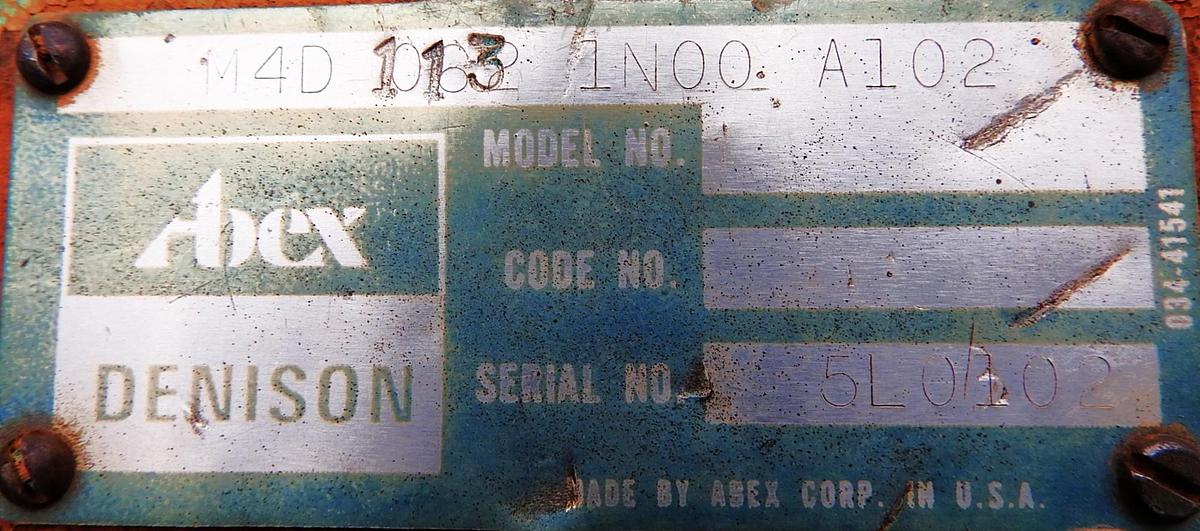 M4D 113 1N00 A102
MODEL NO.
Abex
CODE NO.
034-41541
DENISON
SERIAL NO. 5L0102
MADE BY ABEX CORP. IN U.S.A.